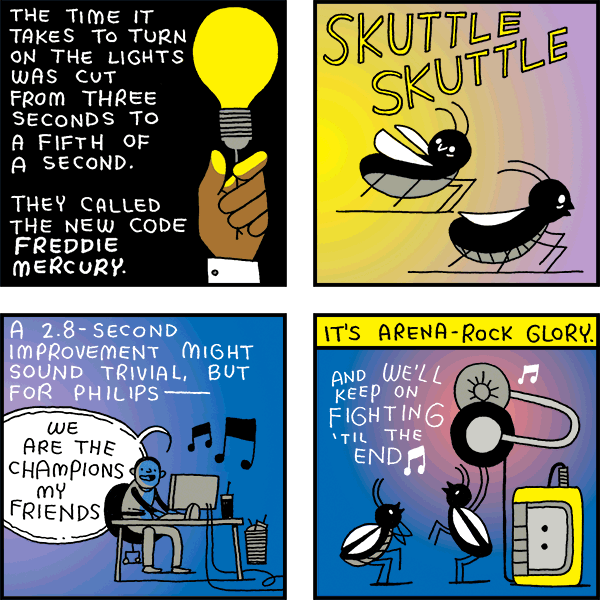 THE TIME IT
TAKES TO TURN
ON THE LIGHTS
WAS CUT
FROM THREE
SECONDS TO
A FIFTH OF
A SECOND.
THEY CALLED
THE NEW CODE
FREDDIE
MERCURY.
SKUTTLE
SKUTTLE
A 2.8-SECOND
IMPROVEMENT MIGHT
SOUND TRIVIAL, BUT
FOR PHILIPS—
WE
ARE THE
CHAMPIONS
MY
FRIENDS
IT'S ARENA-ROCK GLORY.
AND WE'LL
KEEP ON
FIGHTING
'TIL THE
END